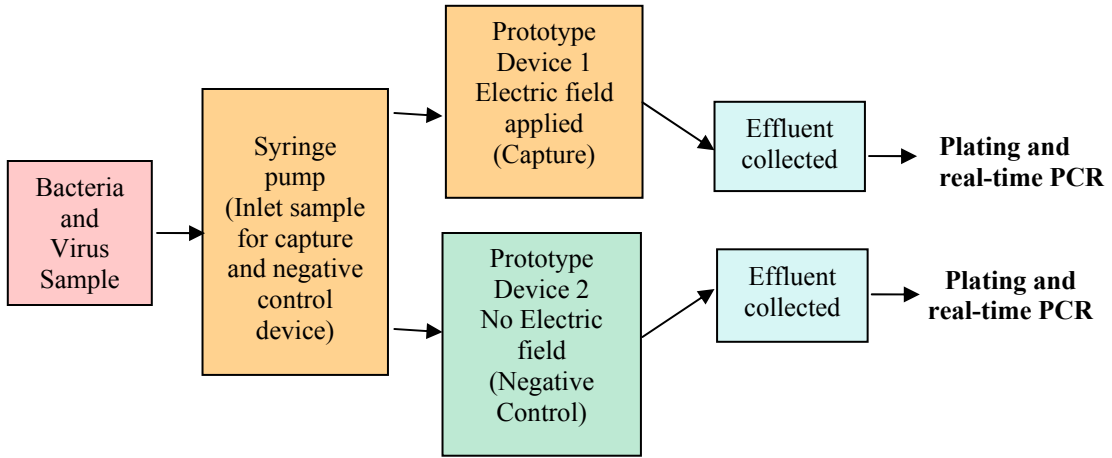 Bacteria
and
Virus
Sample
Syringe
pump
(Inlet sample
for capture
and negative
control
device)
Prototype
Device 1
Electric field
applied
(Capture)
Effluent
collected
Plating and
real-time PCR
Prototype
Device 2
No Electric
field
(Negative
Control)
Effluent
collected
Plating and
real-time PCR